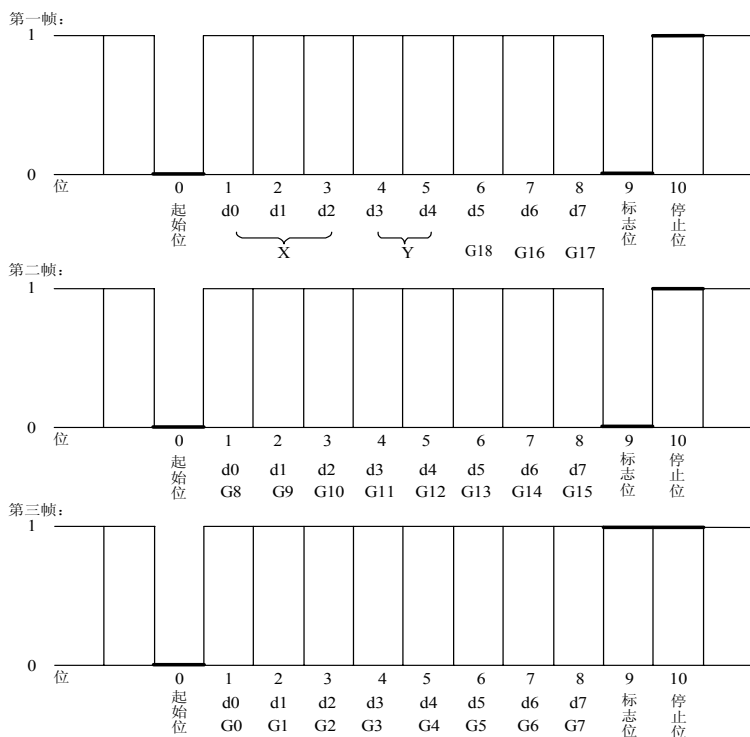 第一帧：
1
0
位 0 1 2 3 4 5 6 7 8 9 10
起始位 d0 d1 d2 d3 d4 d5 d6 d7 标志位 停止位
X Y G18 G16 G17
第二帧：
1
0
位 0 1 2 3 4 5 6 7 8 9 10
起始位 d0 d1 d2 d3 d4 d5 d6 d7 标志位 停止位
G8 G9 G10 G11 G12 G13 G14 G15
第三帧：
1
0
位 0 1 2 3 4 5 6 7 8 9 10
起始位 d0 d1 d2 d3 d4 d5 d6 d7 标志位 停止位
G0 G1 G2 G3 G4 G5 G6 G7